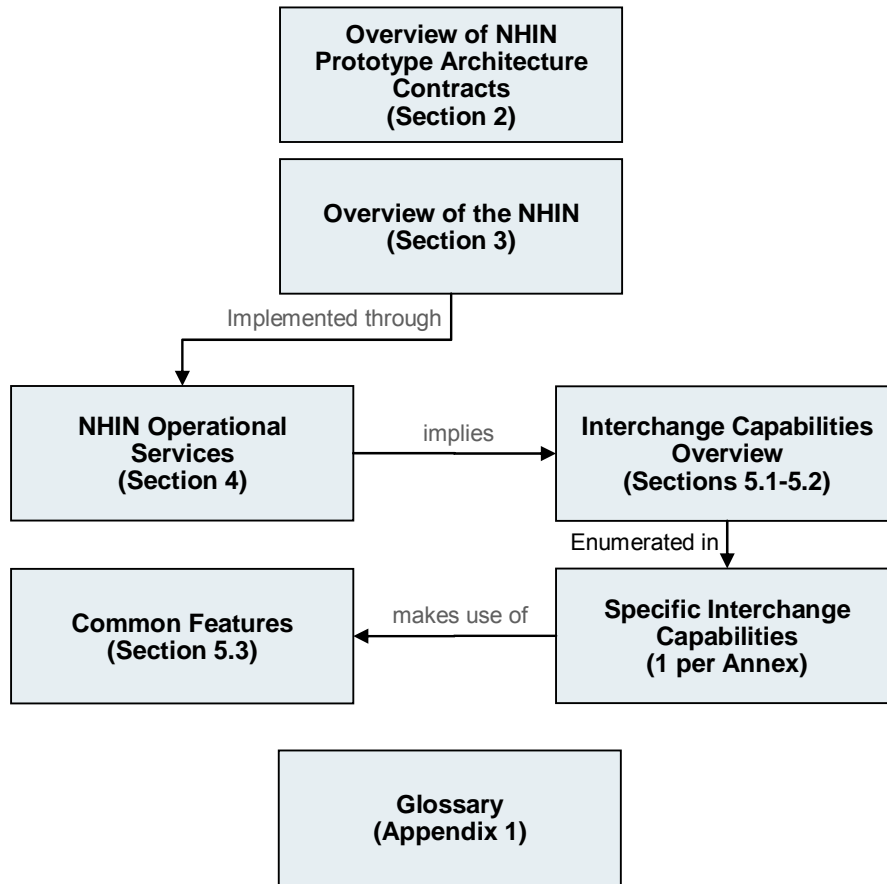 Overview of NHIN
Prototype Architecture
Contracts
(Section 2)
Overview of the NHIN
(Section 3)
Implemented through
NHIN Operational
Services
(Section 4)
implies
Interchange Capabilities
Overview
(Sections 5.1-5.2)
Enumerated in
Common Features
(Section 5.3)
makes use of
Specific Interchange
Capabilities
(1 per Annex)
Glossary
(Appendix 1)